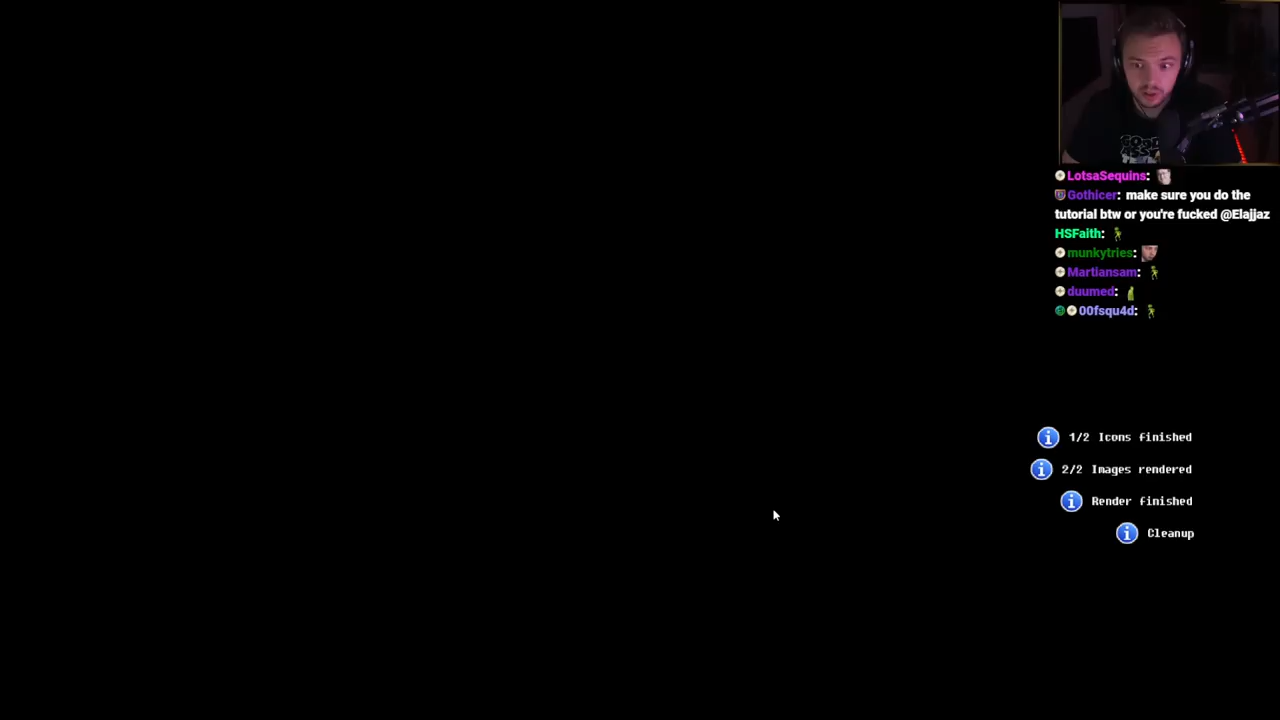 LotsaSequins:
Gothicer: make sure you do the
tutorial btw or you're fucked @Elajjaz
HSFaith:
munkytries:
Martiansam:
duumed:
00fsqu4d:
1/2 Icons finished
2/2 Images rendered
Render finished
Cleanup